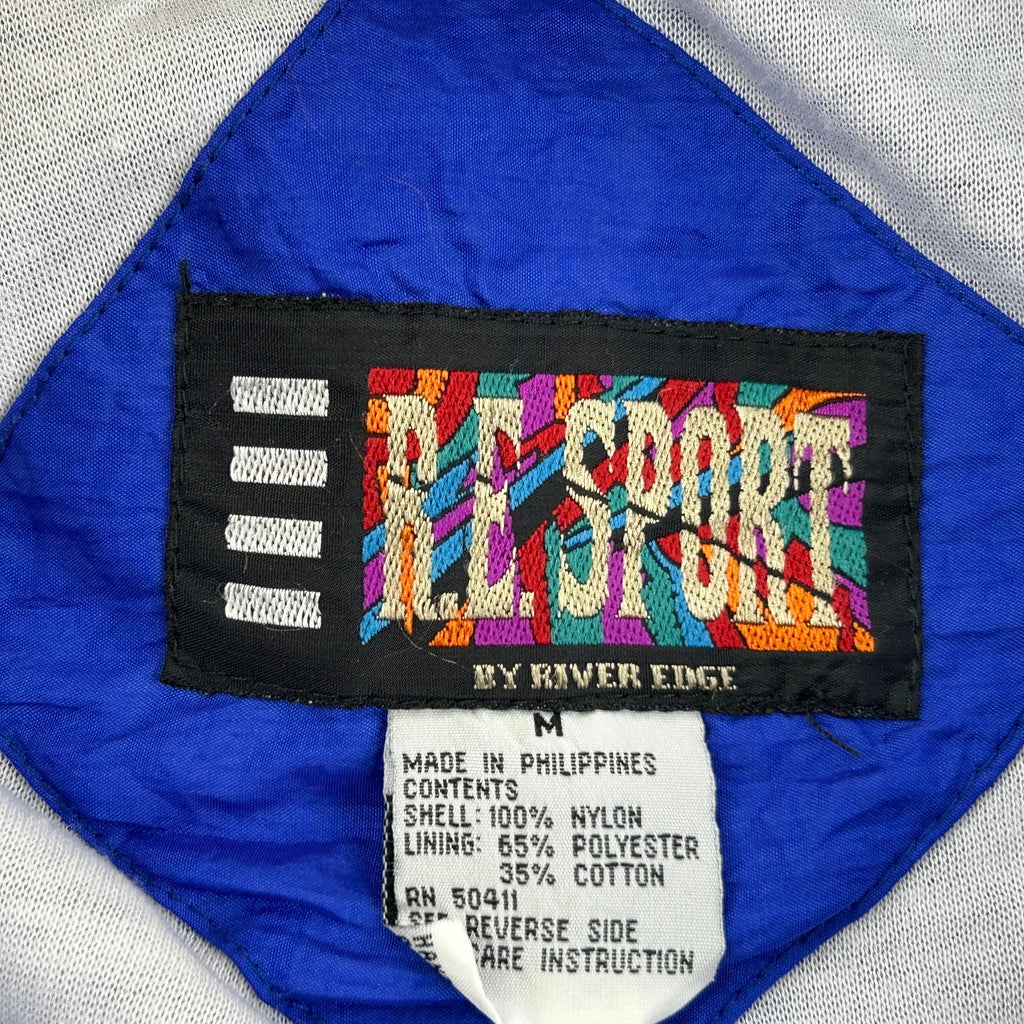 R.E. SPORT
BY RIVER EDGE
M
MADE IN PHILIPPINES
CONTENTS
SHELL: 100% NYLON
LINING: 65% POLYESTER
35% COTTON
RN 50411
SEE REVERSE SIDE
CARE INSTRUCTION